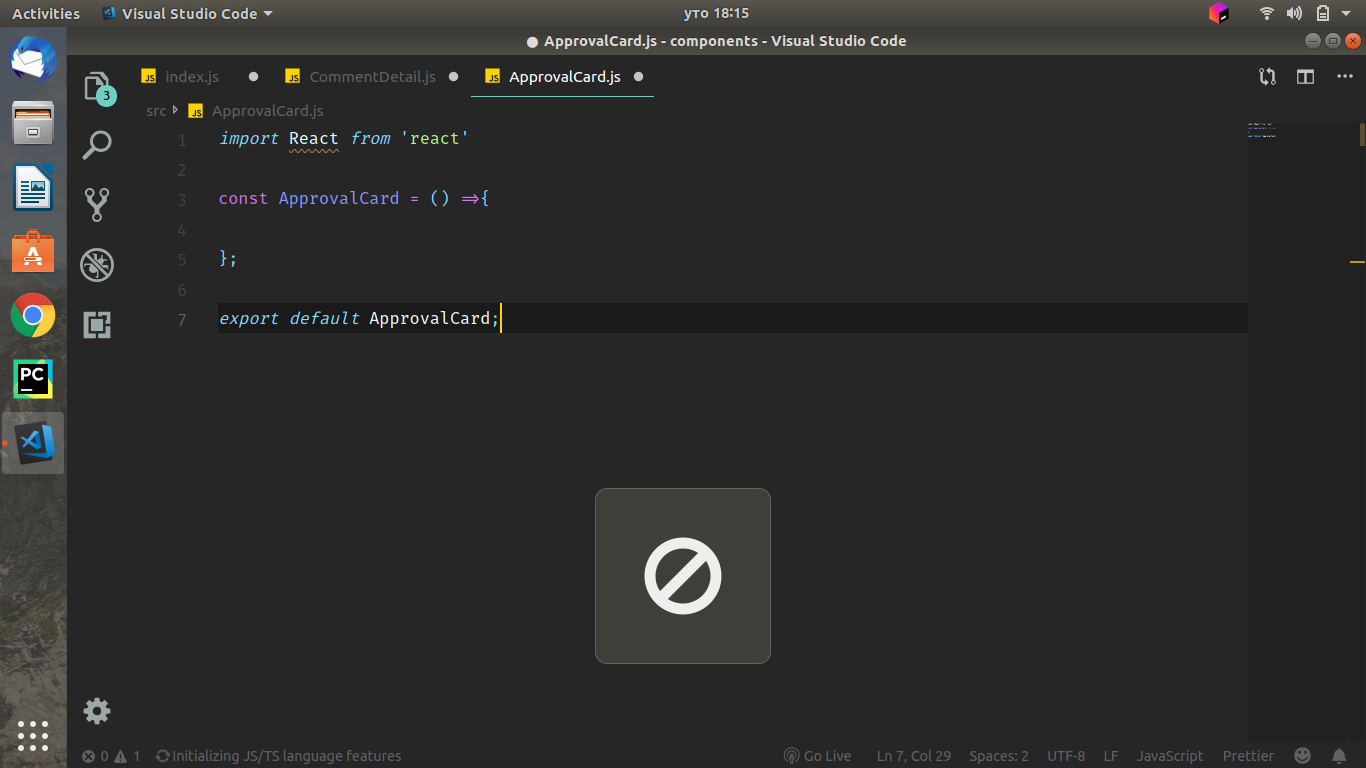 Activities Visual Studio Code уто 18:15
● ApprovalCard.js - components - Visual Studio Code
JS index.js JS CommentDetail.js JS ApprovalCard.js
3
src JS ApprovalCard.js
1 import React from 'react'
2
3 const ApprovalCard = () =>{
4
5 };
6
7 export default ApprovalCard;
PC
0 1 Initializing JS/TS language features Go Live Ln 7, Col 29 Spaces: 2 UTF-8 LF JavaScript Prettier